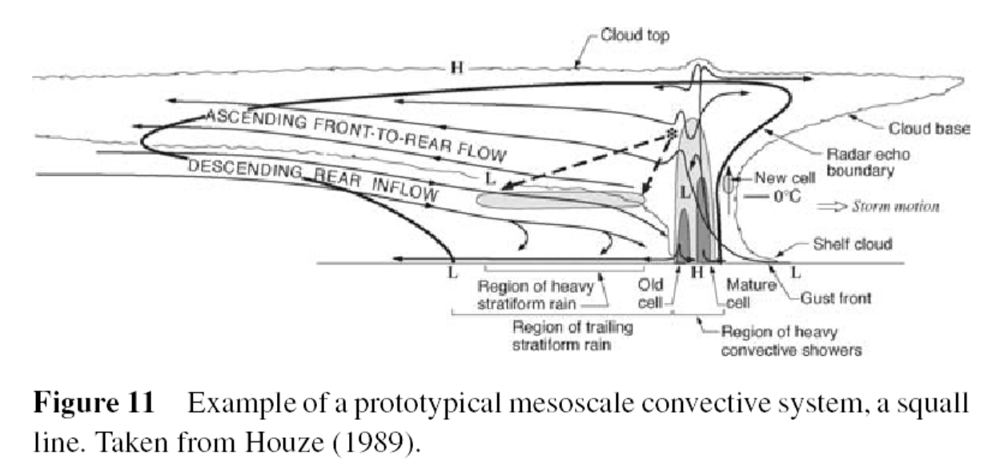 Cloud top
H
ASCENDING FRONT-TO-REAR FLOW
Cloud base
Radar echo
boundary
DESCENDING REAR INFLOW
L
L
New cell
0°C
Storm motion
Shelf cloud
L
H
L
Region of heavy
stratiform rain
Old
cell
Mature
cell
Gust front
Region of trailing
stratiform rain
Region of heavy
convective showers
Figure 11 Example of a prototypical mesoscale convective system, a squall
line. Taken from Houze (1989).